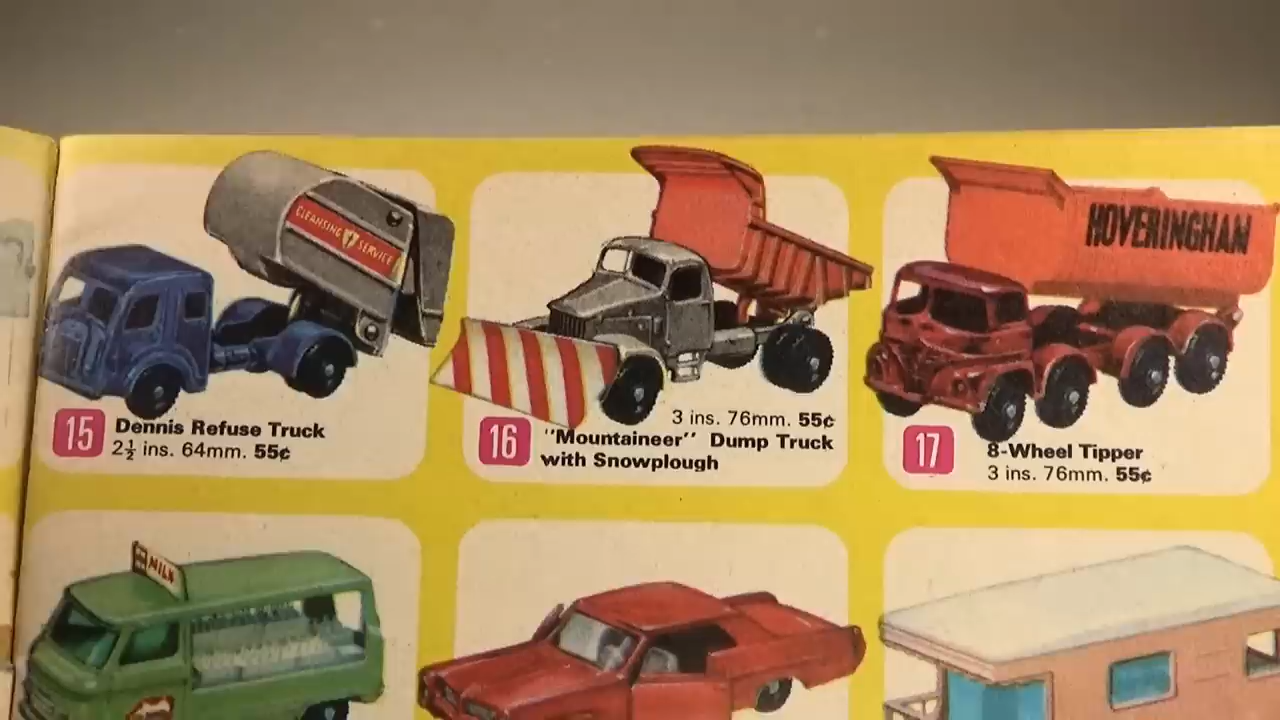 CLEANSING SERVICE
15 Dennis Refuse Truck
2½ ins. 64mm. 55¢
3 ins. 76mm. 55¢
16 "Mountaineer" Dump Truck
with Snowplough
HOVERINGHAM
17 8-Wheel Tipper
3 ins. 76mm. 55¢
MILK